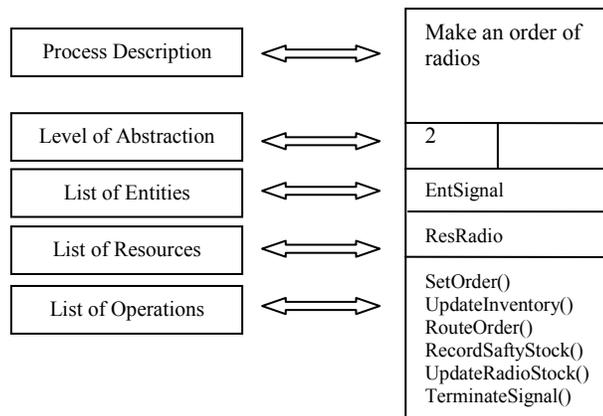 Process Description
Make an order of
radios
Level of Abstraction
2
List of Entities
EntSignal
List of Resources
ResRadio
List of Operations
SetOrder()
UpdateInventory()
RouteOrder()
RecordSaftyStock()
UpdateRadioStock()
TerminateSignal()